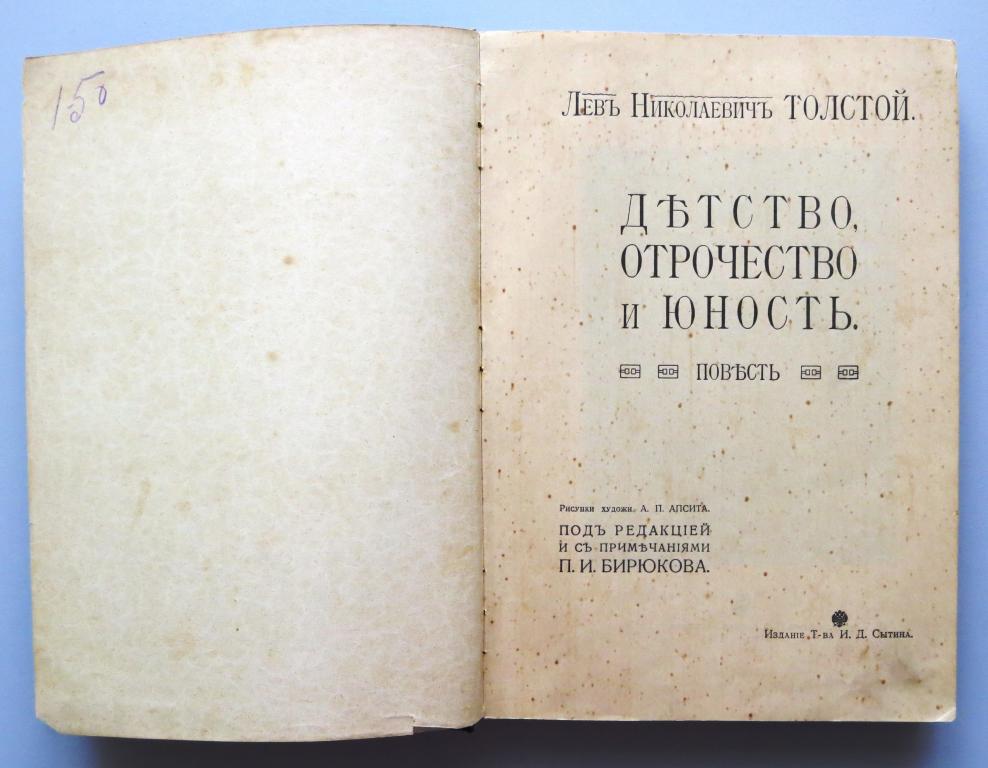 150
Левъ Николаевичъ ТОЛСТОЙ.
ДѢТСТВО,
ОТРОЧЕСТВО
и ЮНОСТЬ.
ПОВѢСТЬ
Рисунки художн. А. П. АПСИТА.
ПОДЪ РЕДАКЦІЕЙ
И СЪ ПРИМѢЧАНІЯМИ
П. И. БИРЮКОВА.
Изданіе Т-ва И. Д. Сытина.